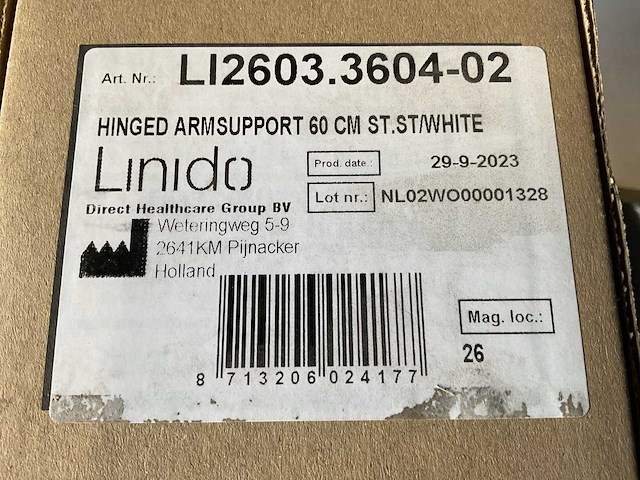 Art. Nr.: LI2603.3604-02
HINGED ARMSUPPORT 60 CM ST.ST/WHITE
Linido
Prod. date.: 29-9-2023
Lot nr.: NL02WO00001328
Direct Healthcare Group BV
Weteringweg 5-9
2641KM Pijnacker
Holland
Mag. loc.:
26
8 713206 024177